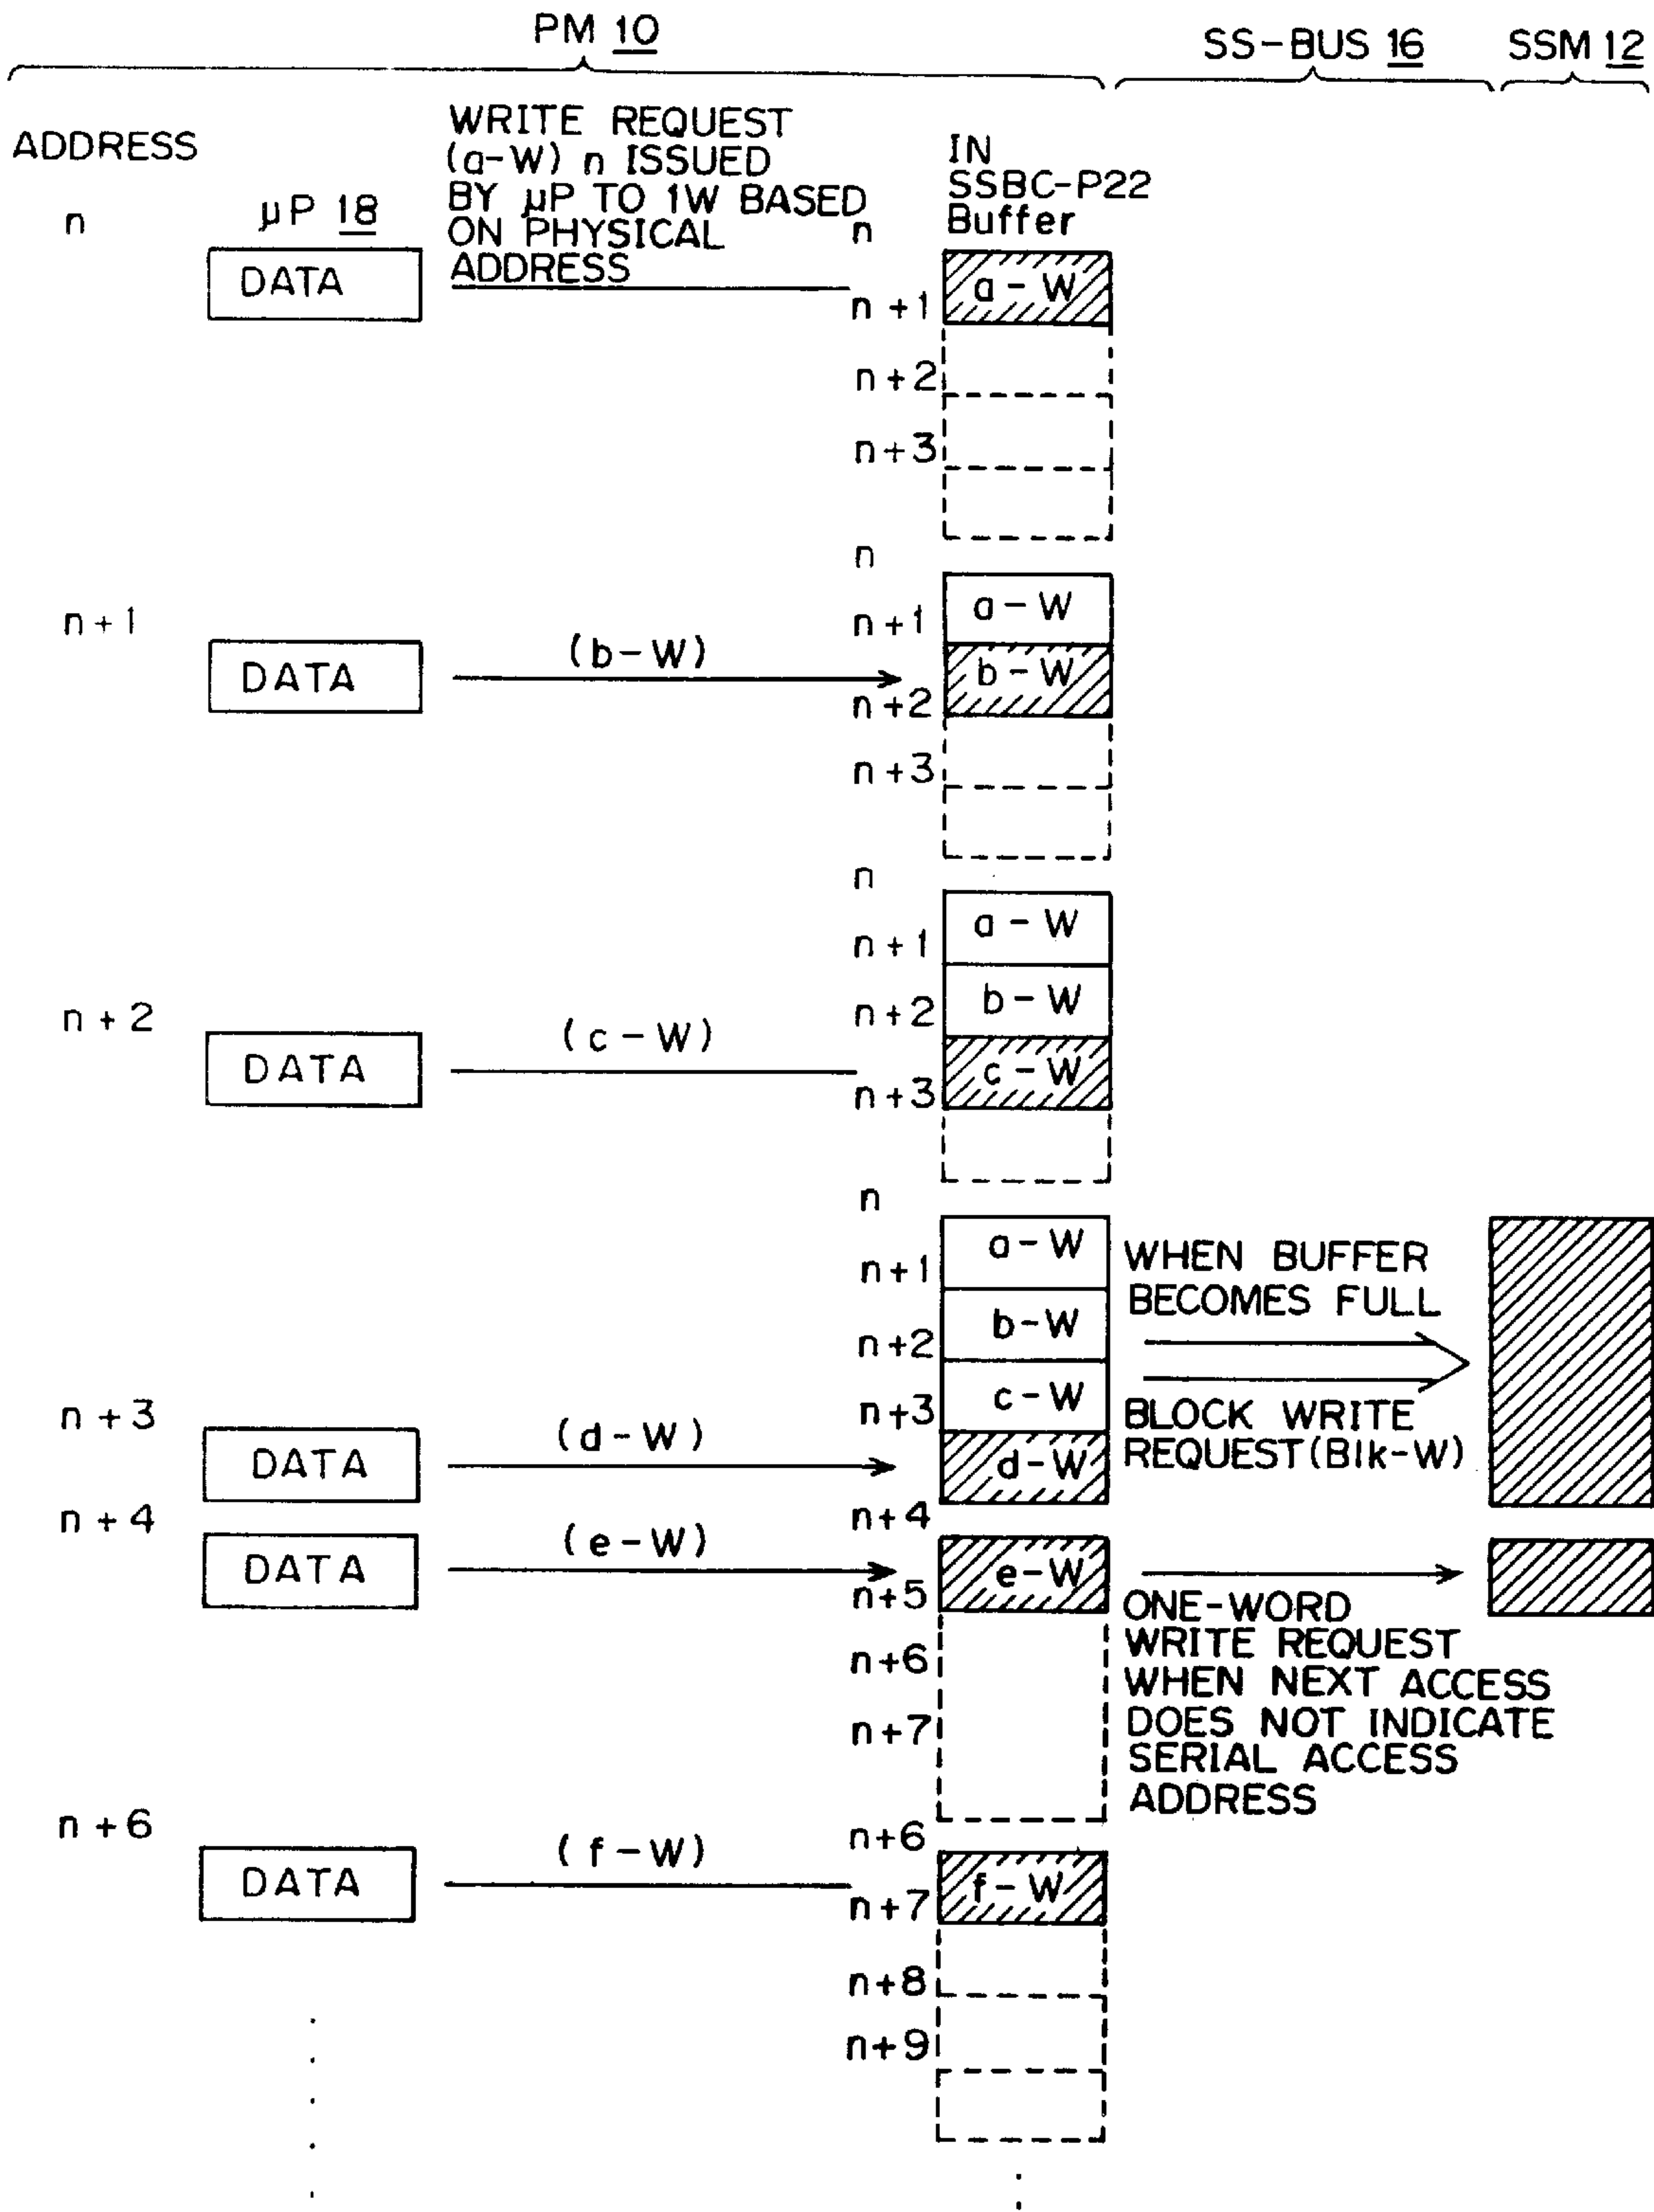 PM 10
SS-BUS 16
SSM 12
ADDRESS
WRITE REQUEST
(a-W) n ISSUED
BY µP TO 1W BASED
ON PHYSICAL
ADDRESS
IN
SSBC-P22
Buffer
n
µP 18
n
DATA
a-W
n+1
n+2
n+3
n
n+1
DATA
(b-W)
a-W
n+1
b-W
n+2
n+3
n
a-W
n+1
b-W
n+2
n+2
DATA
(c-W)
c-W
n+3
n
a-W
n+1
b-W
n+2
c-W
n+3
WHEN BUFFER
BECOMES FULL
BLOCK WRITE
REQUEST(Blk-W)
n+3
DATA
(d-W)
d-W
n+4
n+4
DATA
(e-W)
e-W
n+5
n+6
n+7
ONE-WORD
WRITE REQUEST
WHEN NEXT ACCESS
DOES NOT INDICATE
SERIAL ACCESS
ADDRESS
n+6
n+6
DATA
(f-W)
f-W
n+7
n+8
n+9